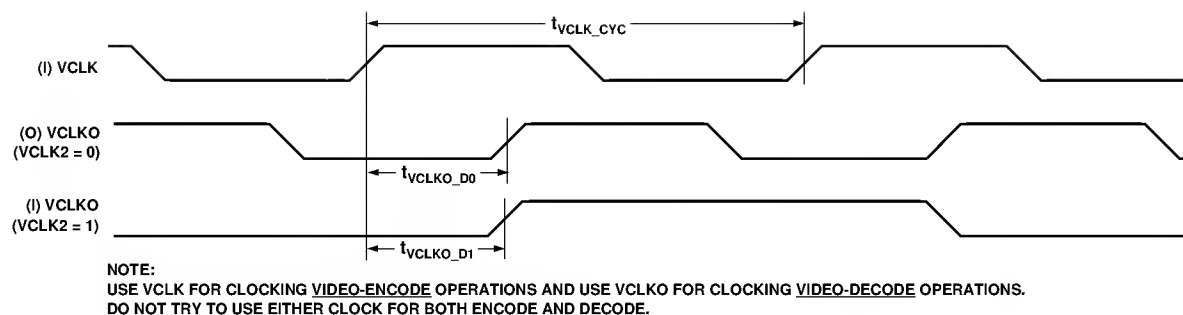 tVCLK_CYC
(I) VCLK
(O) VCLKO
(VCLK2 = 0)
tVCLKO_D0
(I) VCLKO
(VCLK2 = 1)
tVCLKO_D1
NOTE:
USE VCLK FOR CLOCKING VIDEO-ENCODE OPERATIONS AND USE VCLKO FOR CLOCKING VIDEO-DECODE OPERATIONS.
DO NOT TRY TO USE EITHER CLOCK FOR BOTH ENCODE AND DECODE.